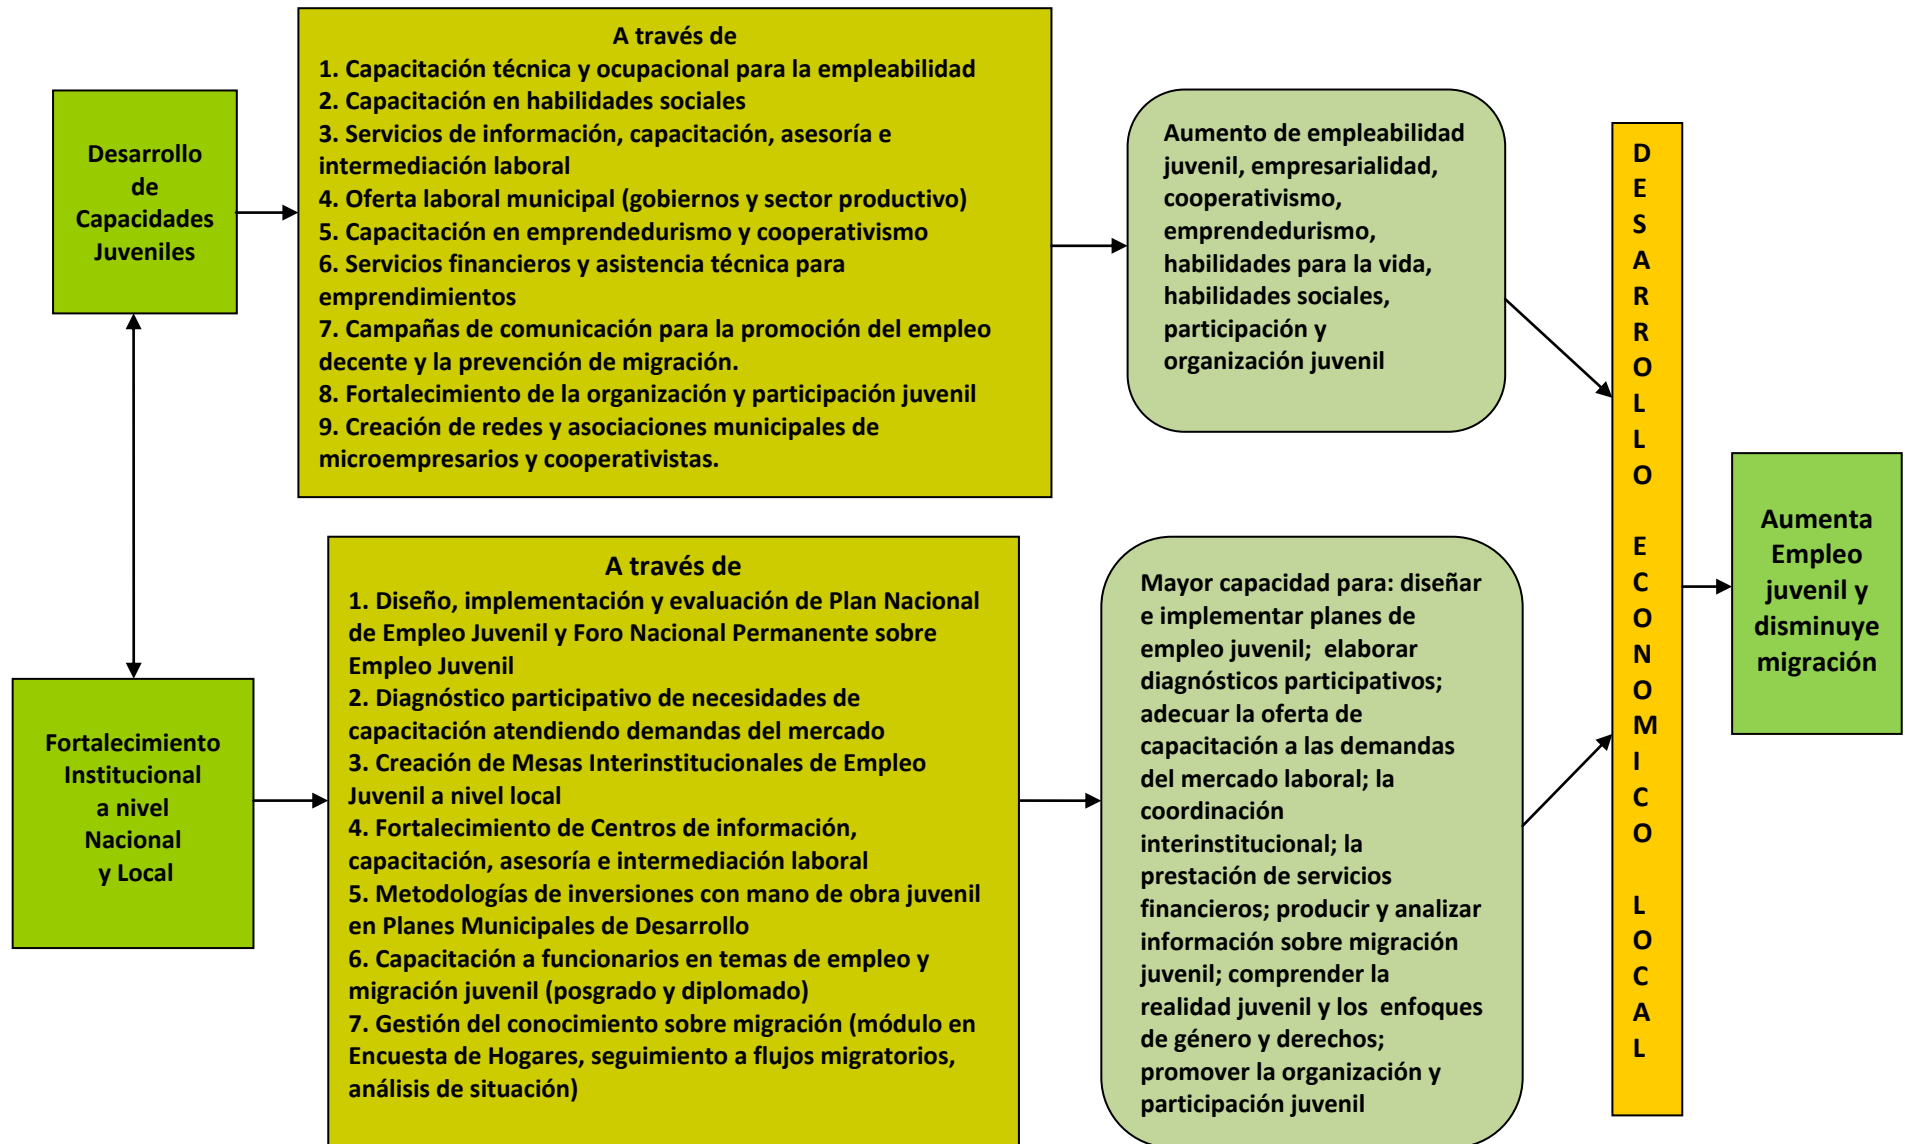 Desarrollo
de
Capacidades
Juveniles
A través de
1. Capacitación técnica y ocupacional para la empleabilidad
2. Capacitación en habilidades sociales
3. Servicios de información, capacitación, asesoría e
intermediación laboral
4. Oferta laboral municipal (gobiernos y sector productivo)
5. Capacitación en emprendedurismo y cooperativismo
6. Servicios financieros y asistencia técnica para
emprendimientos
7. Campañas de comunicación para la promoción del empleo
decente y la prevención de migración.
8. Fortalecimiento de la organización y participación juvenil
9. Creación de redes y asociaciones municipales de
microempresarios y cooperativistas.
Aumento de empleabilidad
juvenil, empresarialidad,
cooperativismo,
emprendedurismo,
habilidades para la vida,
habilidades sociales,
participación y
organización juvenil
Fortalecimiento
Institucional
a nivel
Nacional
y Local
A través de
1. Diseño, implementación y evaluación de Plan Nacional
de Empleo Juvenil y Foro Nacional Permanente sobre
Empleo Juvenil
2. Diagnóstico participativo de necesidades de
capacitación atendiendo demandas del mercado
3. Creación de Mesas Interinstitucionales de Empleo
Juvenil a nivel local
4. Fortalecimiento de Centros de información,
capacitación, asesoría e intermediación laboral
5. Metodologías de inversiones con mano de obra juvenil
en Planes Municipales de Desarrollo
6. Capacitación a funcionarios en temas de empleo y
migración juvenil (posgrado y diplomado)
7. Gestión del conocimiento sobre migración (módulo en
Encuesta de Hogares, seguimiento a flujos migratorios,
análisis de situación)
Mayor capacidad para: diseñar
e implementar planes de
empleo juvenil; elaborar
diagnósticos participativos;
adecuar la oferta de
capacitación a las demandas
del mercado laboral; la
coordinación
interinstitucional; la
prestación de servicios
financieros; producir y analizar
información sobre migración
juvenil; comprender la
realidad juvenil y los enfoques
de género y derechos;
promover la organización y
participación juvenil
DESARROLLO ECONOMICO LOCAL
Aumenta
Empleo
juvenil y
disminuye
migración